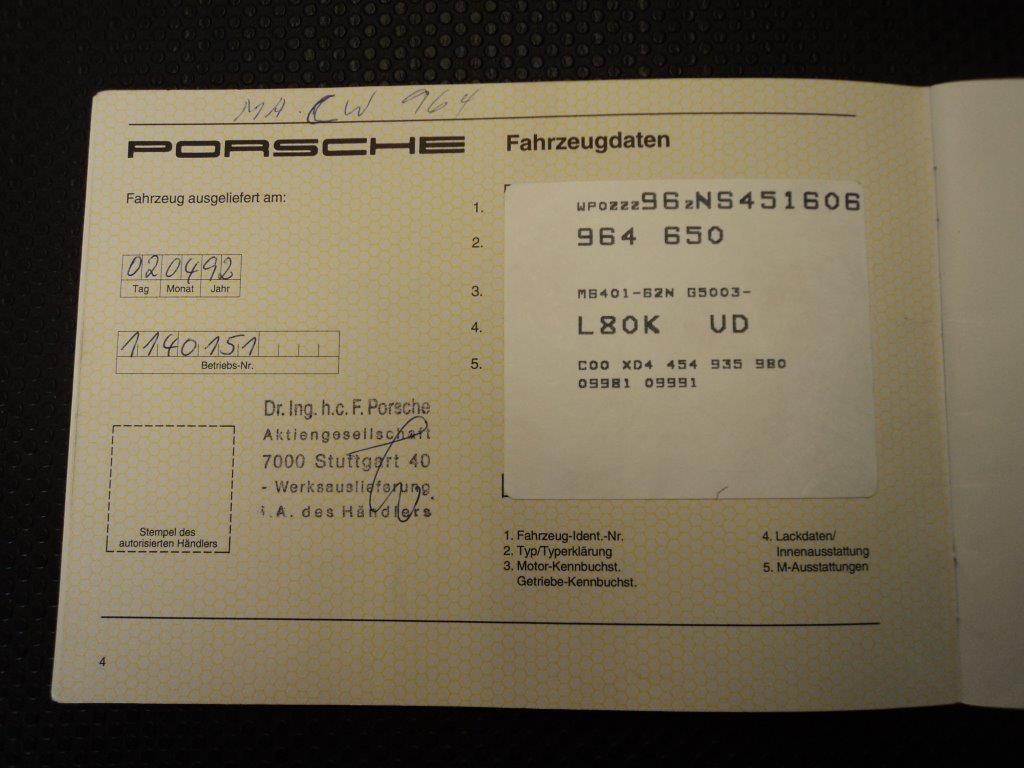 MA. CW 964
PORSCHE
Fahrzeugdaten
Fahrzeug ausgeliefert am:
020492
Tag Monat Jahr
1140151
Betriebs-Nr.
Dr. Ing. h.c. F. Porsche
Aktiengesellschaft
7000 Stuttgart 40
- Werksauslieferung
i.A. des Händlers
Stempel des
autorisierten Händlers
1. WP0ZZZ96ZNS451606
2. 964 650
3. M6401-62N G5003-
4. L80K UD
5. C00 XD4 454 935 980
09981 09991
1. Fahrzeug-Ident.-Nr.
2. Typ/Typerklärung
3. Motor-Kennbuchst.
Getriebe-Kennbuchst.
4. Lackdaten/
Innenausstattung
5. M-Ausstattungen
4